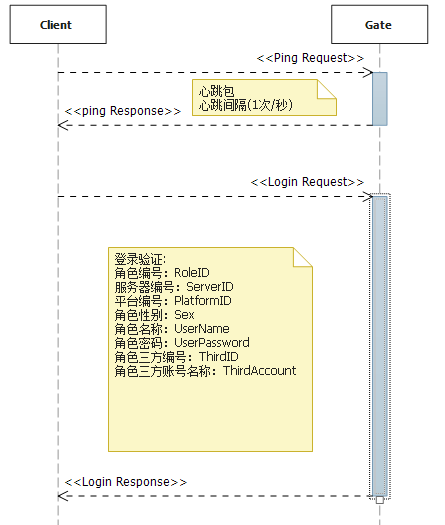 Client
Gate
<<Ping Request>>
心跳包
心跳间隔(1次/秒)
<<ping Response>>
<<Login Request>>
登录验证:
角色编号：RoleID
服务器编号：ServerID
平台编号：PlatformID
角色性别：Sex
角色名称：UserName
角色密码：UserPassword
角色三方编号：ThirdID
角色三方账号名称：ThirdAccount
<<Login Response>>